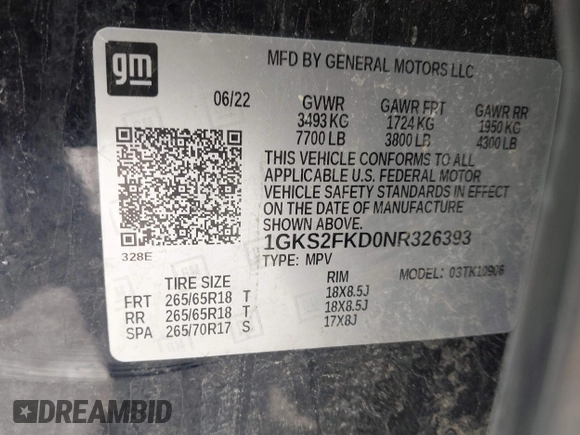 gm
MFD BY GENERAL MOTORS LLC
06/22 GVWR GAWR FRT GAWR RR
3493 KG 1724 KG 1950 KG
7700 LB 3800 LB 4300 LB
THIS VEHICLE CONFORMS TO ALL
APPLICABLE U.S. FEDERAL MOTOR
VEHICLE SAFETY STANDARDS IN EFFECT
ON THE DATE OF MANUFACTURE
SHOWN ABOVE.
1GKS2FKD0NR326393
328E
TYPE: MPV MODEL: 03TK10906
TIRE SIZE RIM
FRT 265/65R18 T 18X8.5J
RR 265/65R18 T 18X8.5J
SPA 265/70R17 S 17X8J
DREAMBID